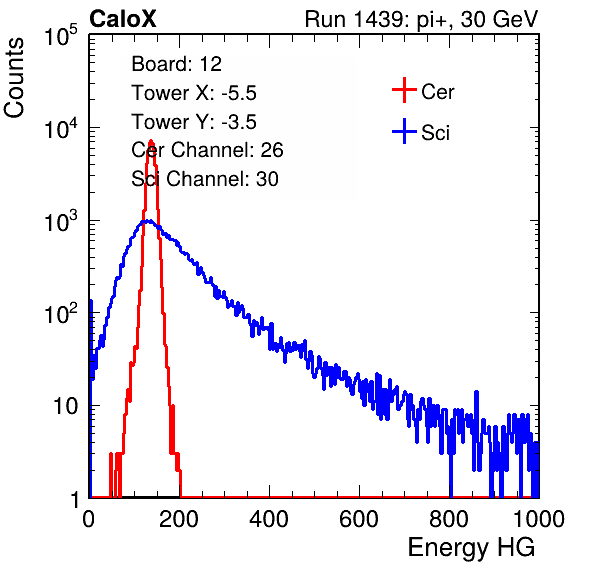 CaloX
Run 1439: pi+, 30 GeV
Counts
10^5
10^4
10^3
10^2
10
1
Board: 12
Tower X: -5.5
Tower Y: -3.5
Cer Channel: 26
Sci Channel: 30
Cer
Sci
0 200 400 600 800 1000
Energy HG